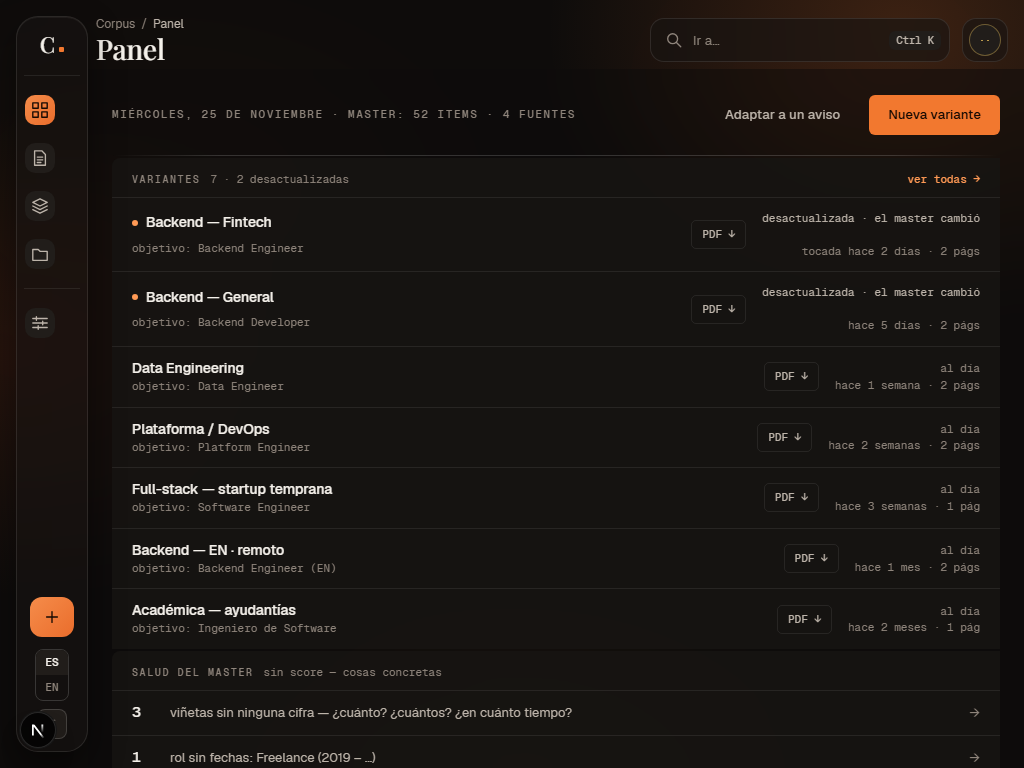 C.
Corpus / Panel
Panel
Ir a…
Ctrl K
MIÉRCOLES, 25 DE NOVIEMBRE · MASTER: 52 ITEMS · 4 FUENTES
Adaptar a un aviso
Nueva variante
VARIANTES 7 · 2 desactualizadas
ver todas →
Backend — Fintech
objetivo: Backend Engineer
PDF ↓
desactualizada · el master cambió
tocada hace 2 días · 2 págs
Backend — General
objetivo: Backend Developer
PDF ↓
desactualizada · el master cambió
hace 5 días · 2 págs
Data Engineering
objetivo: Data Engineer
PDF ↓
al día
hace 1 semana · 2 págs
Plataforma / DevOps
objetivo: Platform Engineer
PDF ↓
al día
hace 2 semanas · 2 págs
Full-stack — startup temprana
objetivo: Software Engineer
PDF ↓
al día
hace 3 semanas · 1 pág
Backend — EN · remoto
objetivo: Backend Engineer (EN)
PDF ↓
al día
hace 1 mes · 2 págs
Académica — ayudantías
objetivo: Ingeniero de Software
PDF ↓
al día
hace 2 meses · 1 pág
SALUD DEL MASTER sin score — cosas concretas
3 viñetas sin ninguna cifra — ¿cuánto? ¿cuántos? ¿en cuánto tiempo? →
1 rol sin fechas: Freelance (2019 – …) →
+
ES
EN
N